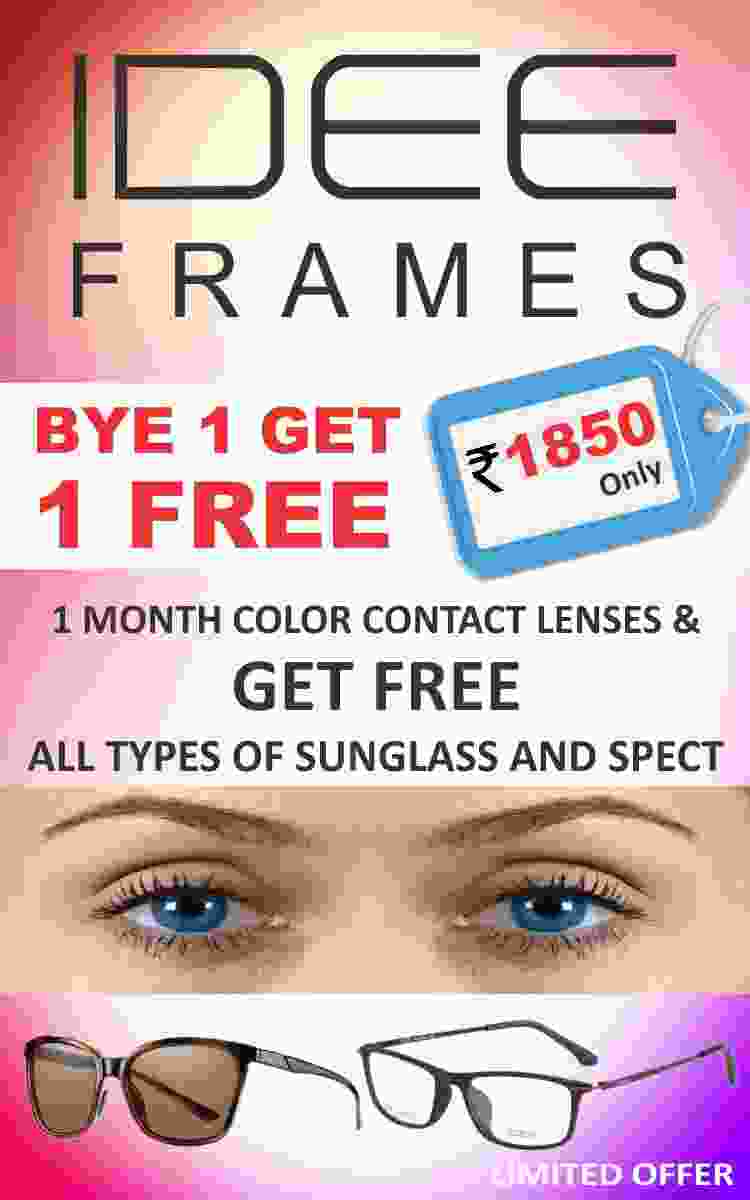 IDEE
FRAMES
BYE 1 GET
1 FREE
₹1850
Only
1 MONTH COLOR CONTACT LENSES &
GET FREE
ALL TYPES OF SUNGLASS AND SPECT
LIMITED OFFER